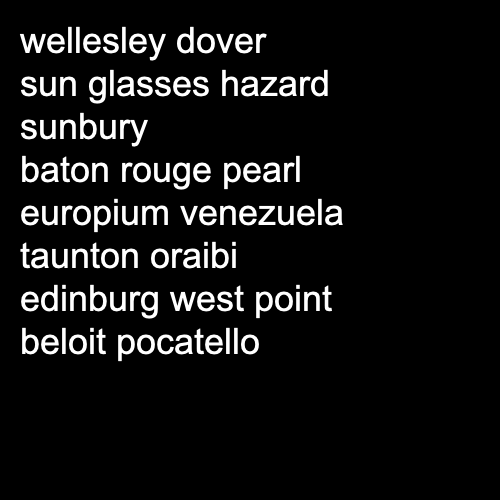 wellesley dover
sun glasses hazard
sunbury
baton rouge pearl
europium venezuela
taunton oraibi
edinburg west point
beloit pocatello